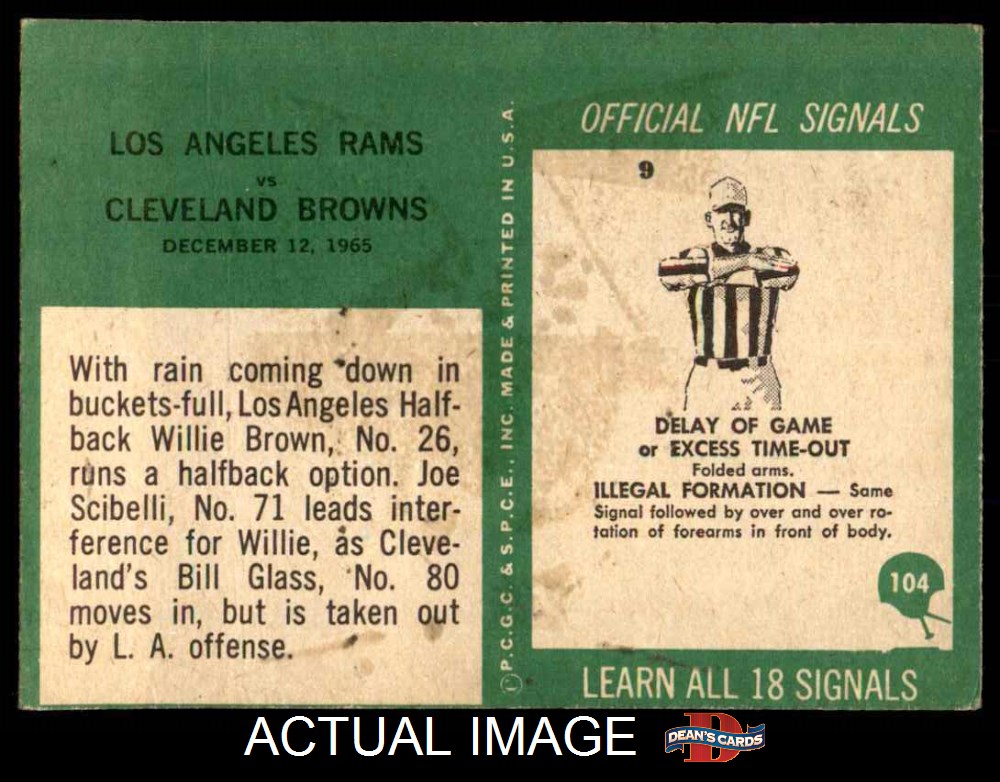 LOS ANGELES RAMS
VS
CLEVELAND BROWNS
DECEMBER 12, 1965
With rain coming down in
buckets-full, Los Angeles Half-
back Willie Brown, No. 26,
runs a halfback option. Joe
Scibelli, No. 71 leads inter-
ference for Willie, as Cleve-
land's Bill Glass, No. 80
moves in, but is taken out
by L. A. offense.
© P.C.G.C. & S.P.C.E., INC. MADE & PRINTED IN U.S.A.
OFFICIAL NFL SIGNALS
9
DELAY OF GAME
or EXCESS TIME-OUT
Folded arms.
ILLEGAL FORMATION — Same
Signal followed by over and over ro-
tation of forearms in front of body.
104
LEARN ALL 18 SIGNALS
ACTUAL IMAGE
D
DEAN'S CARDS